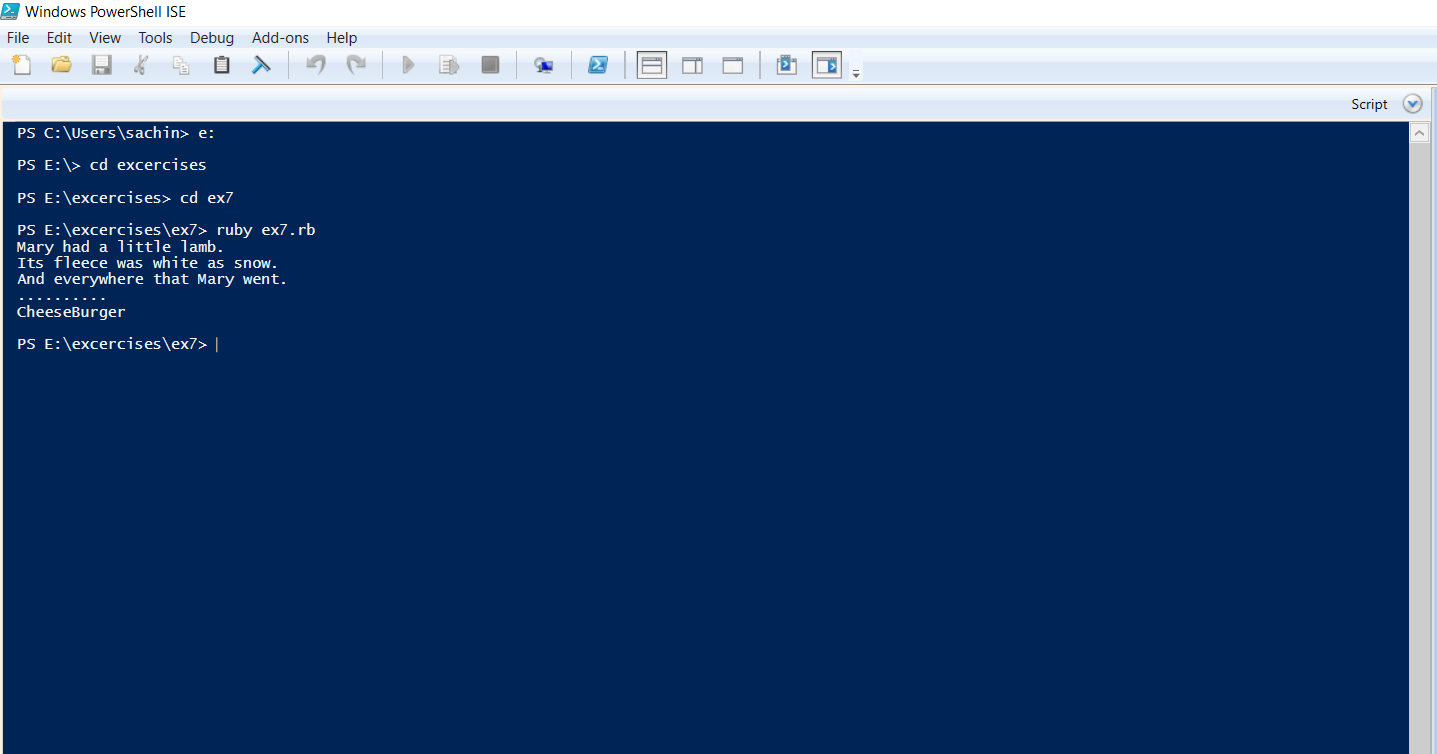 Windows PowerShell ISE
File Edit View Tools Debug Add-ons Help
Script
PS C:\Users\sachin> e:
PS E:\> cd excercises
PS E:\excercises> cd ex7
PS E:\excercises\ex7> ruby ex7.rb
Mary had a little lamb.
Its fleece was white as snow.
And everywhere that Mary went.
..........
CheeseBurger
PS E:\excercises\ex7>